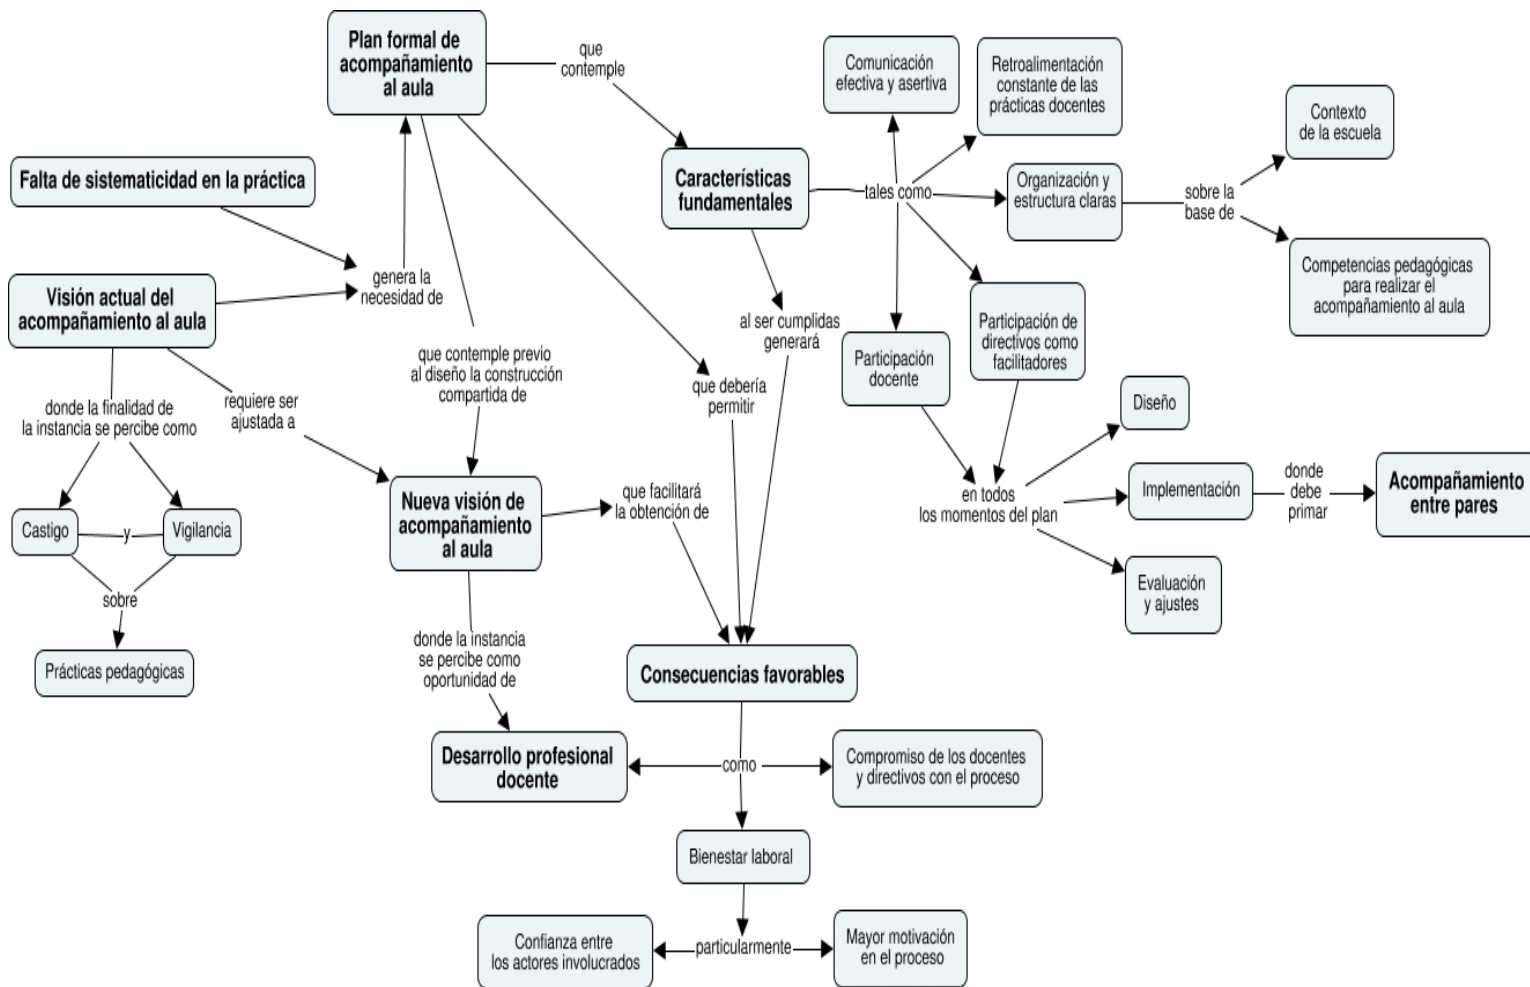 Plan formal de
acompañamiento
al aula
que
contemple
Comunicación
efectiva y asertiva
Retroalimentación
constante de las
prácticas docentes
Contexto
de la escuela
Falta de sistematicidad en la práctica
Características
fundamentales
tales como
Organización y
estructura claras
sobre la
base de
Competencias pedagógicas
para realizar el
acompañamiento al aula
genera la
necesidad de
Visión actual del
acompañamiento al aula
al ser cumplidas
generará
Participación
docente
Participación de
directivos como
facilitadores
que contemple previo
al diseño la construcción
compartida de
que debería
permitir
donde la finalidad de
la instancia se percibe como
requiere ser
ajustada a
Diseño
Castigo
y
Vigilancia
sobre
Prácticas pedagógicas
Nueva visión de
acompañamiento
al aula
que facilitará
la obtención de
en todos
los momentos del plan
Implementación
donde
debe
primar
Acompañamiento
entre pares
Evaluación
y ajustes
donde la instancia
se percibe como
oportunidad de
Consecuencias favorables
Desarrollo profesional
docente
como
Compromiso de los docentes
y directivos con el proceso
Bienestar laboral
Confianza entre
los actores involucrados
particularmente
Mayor motivación
en el proceso